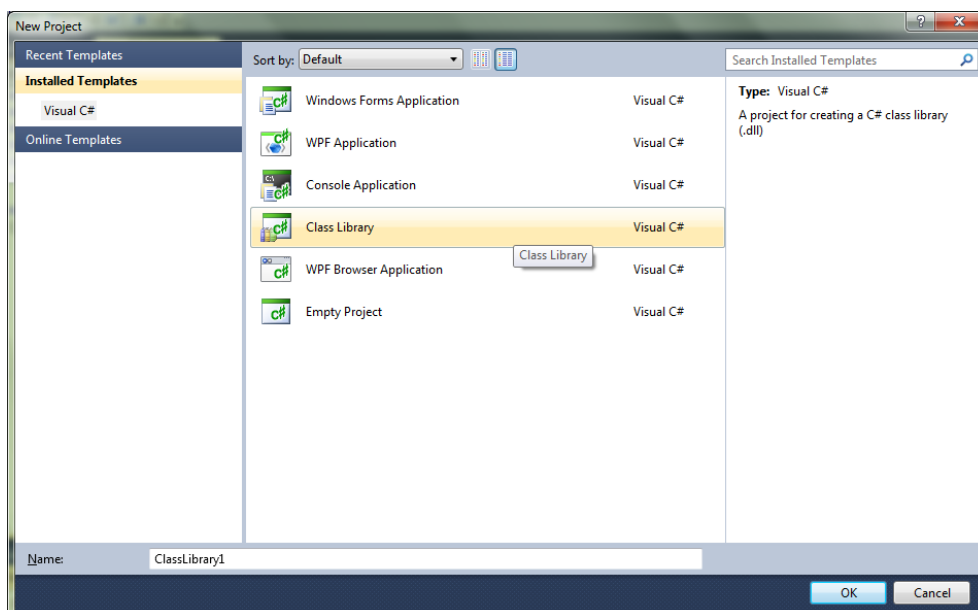 New Project
Recent Templates
Installed Templates
Visual C#
Online Templates
Sort by: Default
Windows Forms Application Visual C#
WPF Application Visual C#
Console Application Visual C#
Class Library Visual C#
Class Library
WPF Browser Application Visual C#
Empty Project Visual C#
Search Installed Templates
Type: Visual C#
A project for creating a C# class library
(.dll)
Name: ClassLibrary1
OK Cancel